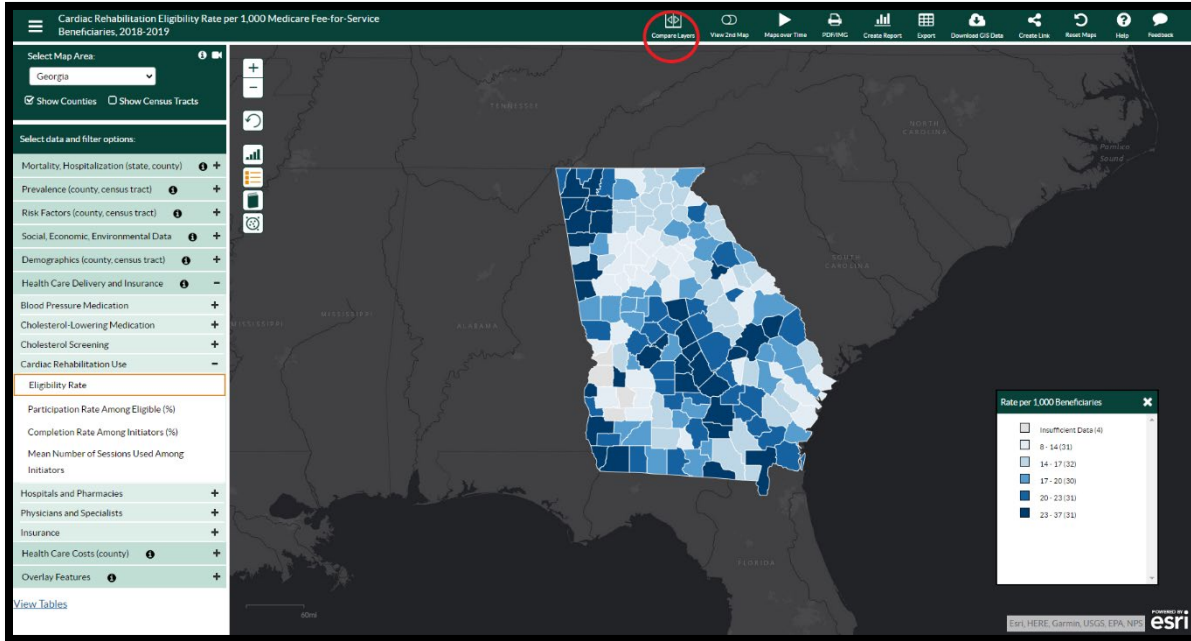 Cardiac Rehabilitation Eligibility Rate per 1,000 Medicare Fee-for-Service
Beneficiaries, 2018-2019
Compare Layers
View 2nd Map
Maps over Time
PDF/IMG
Create Report
Export
Download GIS Data
Create Link
Reset Maps
Help
Feedback
Select Map Area:
Georgia
Show Counties
Show Census Tracts
Select data and filter options:
Mortality, Hospitalization (state, county)
Prevalence (county, census tract)
Risk Factors (county, census tract)
Social, Economic, Environmental Data
Demographics (county, census tract)
Health Care Delivery and Insurance
Blood Pressure Medication
Cholesterol-Lowering Medication
Cholesterol Screening
Cardiac Rehabilitation Use
Eligibility Rate
Participation Rate Among Eligible (%)
Completion Rate Among Initiators (%)
Mean Number of Sessions Used Among
Initiators
Hospitals and Pharmacies
Physicians and Specialists
Insurance
Health Care Costs (county)
Overlay Features
View Tables
TENNESSEE
NORTH
CAROLINA
Pamlico
Sound
SOUTH
CAROLINA
MISSISSIPPI
ALABAMA
FLORIDA
60mi
Rate per 1,000 Beneficiaries
Insufficient Data (4)
8 - 14 (31)
14 - 17 (32)
17 - 20 (30)
20 - 23 (31)
23 - 37 (31)
Esri, HERE, Garmin, USGS, EPA, NPS
POWERED BY
esri